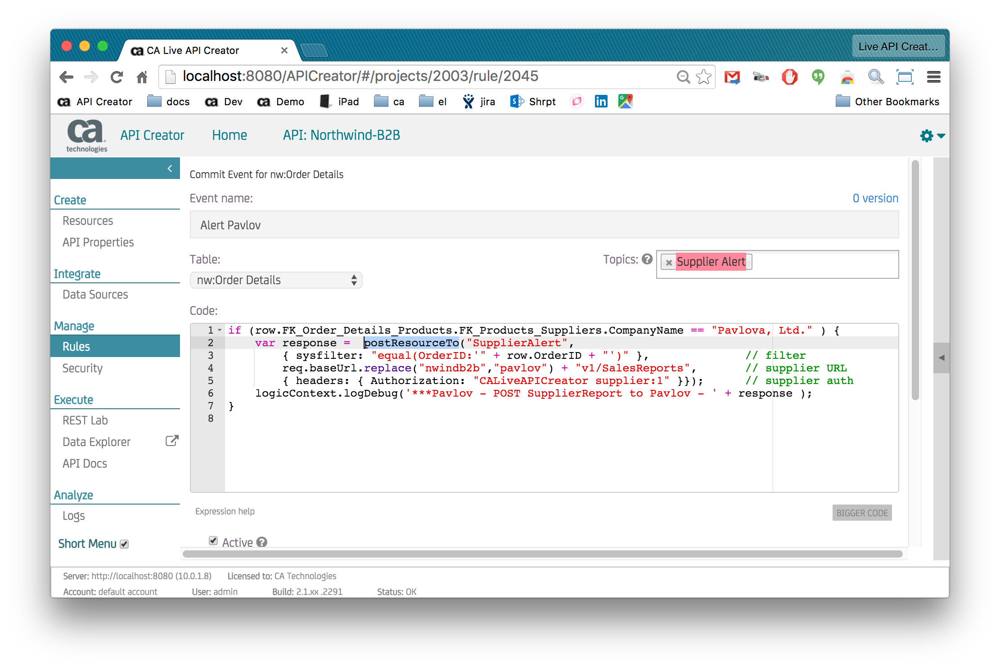 CA Live API Creator
Live API Creat...
localhost:8080/APICreator/#/projects/2003/rule/2045
API Creator docs Dev Demo iPad ca el jira Shrpt Other Bookmarks
ca technologies
API Creator Home API: Northwind-B2B
Create
Resources
API Properties
Integrate
Data Sources
Manage
Rules
Security
Execute
REST Lab
Data Explorer
API Docs
Analyze
Logs
Short Menu
Commit Event for nw:Order Details
Event name: 0 version
Alert Pavlov
Table: Topics: Supplier Alert
nw:Order Details
Code:
1 if (row.FK_Order_Details_Products.FK_Products_Suppliers.CompanyName == "Pavlova, Ltd." ) {
2 var response = postResourceTo("SupplierAlert",
3 { sysfilter: "equal(OrderID:'" + row.OrderID + "')" }, // filter
4 req.baseUrl.replace("nwindb2b","pavlov") + "v1/SalesReports", // supplier URL
5 { headers: { Authorization: "CALiveAPICreator supplier:1" }}); // supplier auth
6 logicContext.logDebug('***Pavlov - POST SupplierReport to Pavlov - ' + response );
7 }
8
Expression help BIGGER CODE
Active
Server: http://localhost:8080 (10.0.1.8) Licensed to: CA Technologies
Account: default account User: admin Build: 2.1.xx .2291 Status: OK